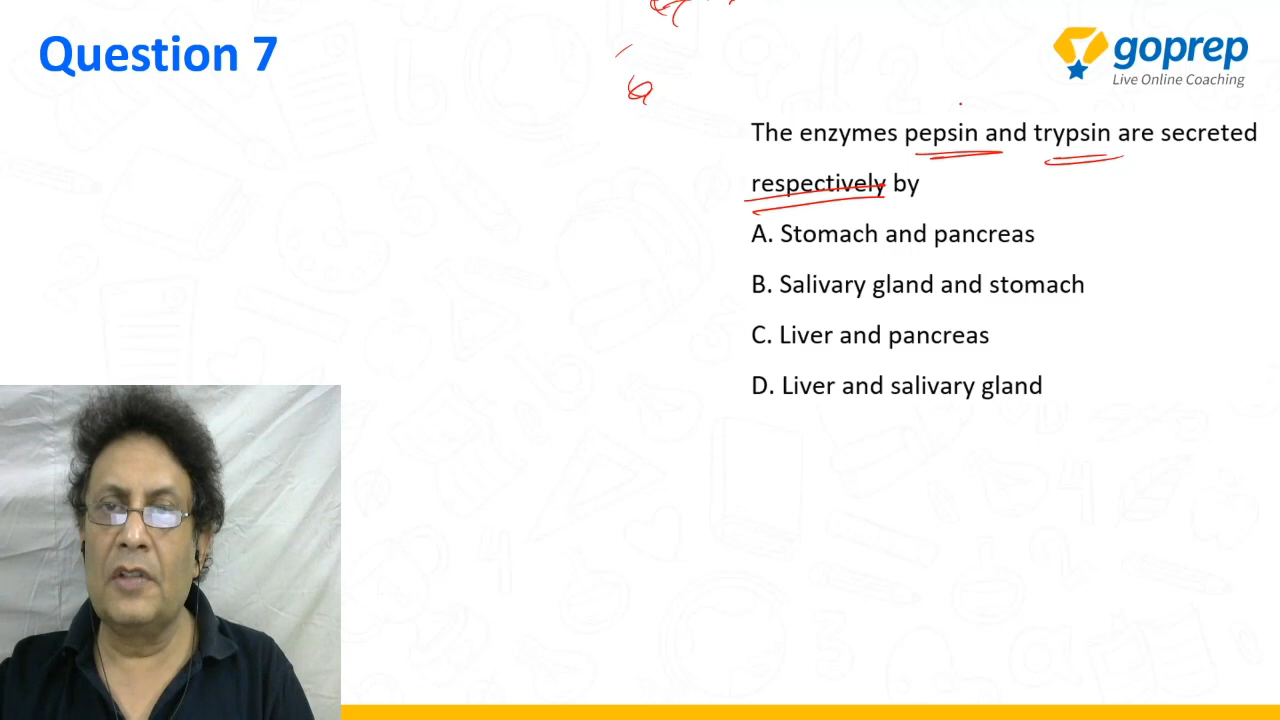 Question 7
goprep
Live Online Coaching
The enzymes pepsin and trypsin are secreted
respectively by
A. Stomach and pancreas
B. Salivary gland and stomach
C. Liver and pancreas
D. Liver and salivary gland